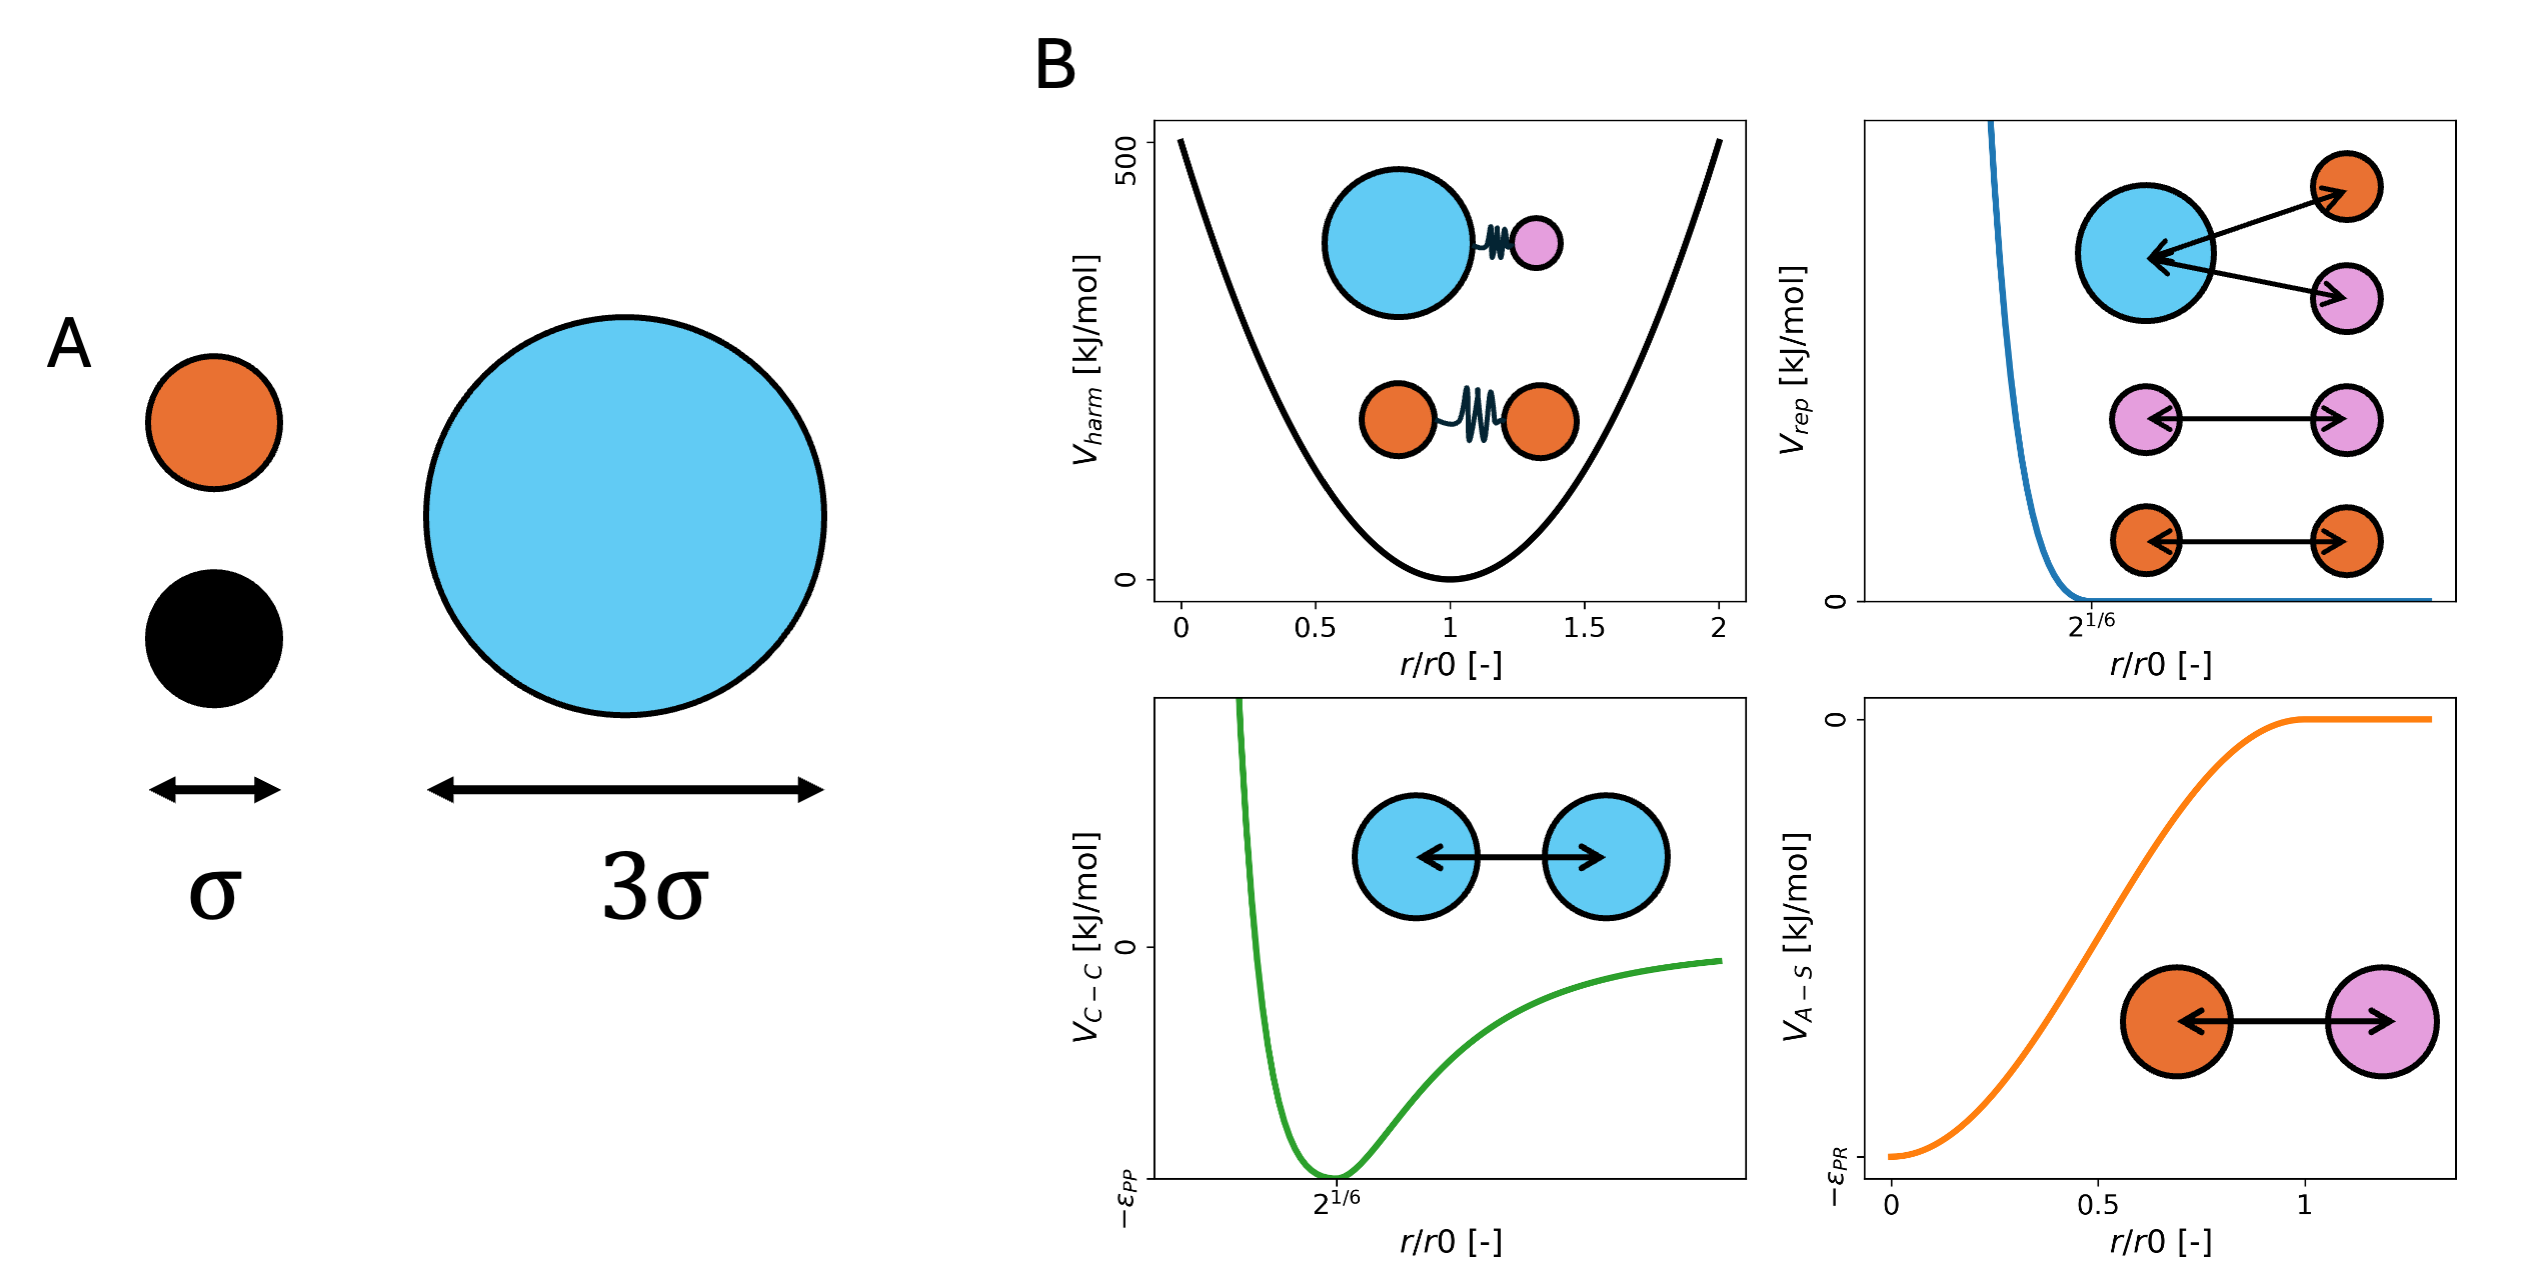 A
σ
3σ
B
V_harm [kJ/mol]
500
0
0 0.5 1 1.5 2
r/r0 [-]
V_rep [kJ/mol]
0
2^1/6
r/r0 [-]
V_C−C [kJ/mol]
0
−ε_PP
2^1/6
r/r0 [-]
V_A−S [kJ/mol]
0
−ε_PR
0 0.5 1
r/r0 [-]